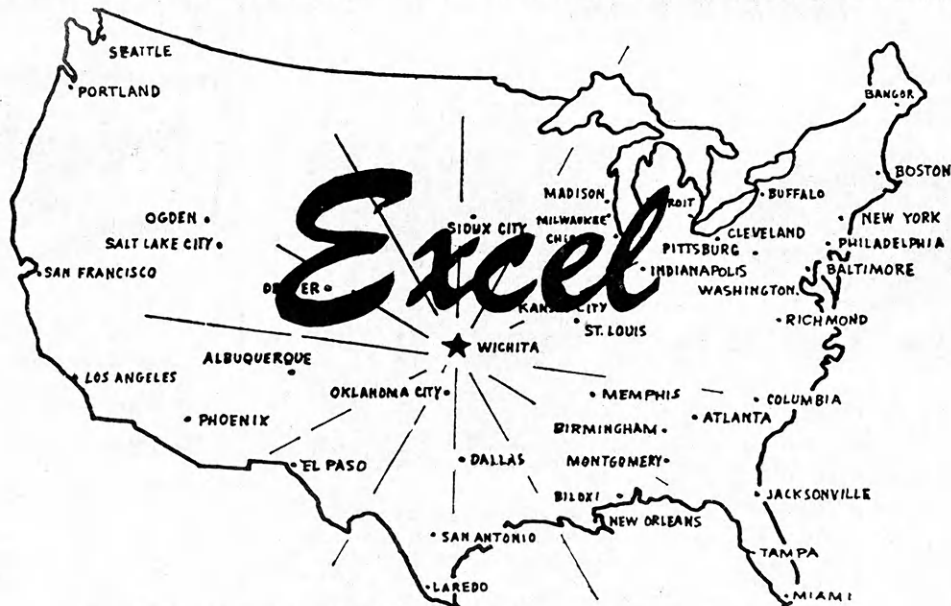 SEATTLE
PORTLAND
BANGOR
BOSTON
MADISON
BUFFALO
MILWAUKEE
OGDEN
SIOUX CITY
NEW YORK
CLEVELAND
SALT LAKE CITY
PITTSBURG
PHILADELPHIA
Excel
SAN FRANCISCO
INDIANAPOLIS
BALTIMORE
WASHINGTON
CITY
RICHMOND
ST. LOUIS
WICHITA
ALBUQUERQUE
LOS ANGELES
OKLAHOMA CITY
MEMPHIS
COLUMBIA
PHOENIX
ATLANTA
BIRMINGHAM
EL PASO
DALLAS
MONTGOMERY
BILOXI
JACKSONVILLE
NEW ORLEANS
SAN ANTONIO
TAMPA
LAREDO
MIAMI